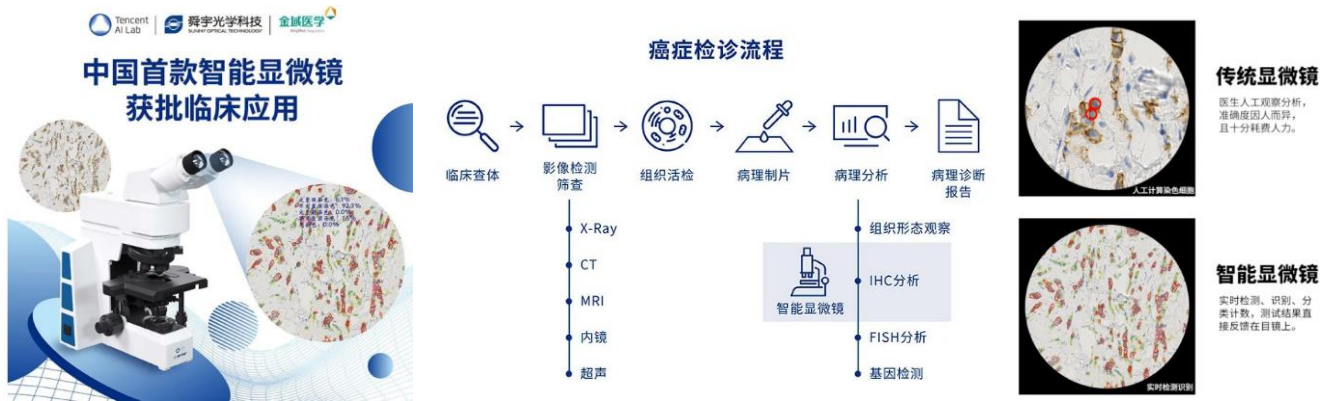 Tencent
AI Lab
舜宇光学科技
SUNNY OPTICAL TECHNOLOGY
金域医学
中国首款智能显微镜
获批临床应用
癌症检诊流程
临床查体
影像检测
筛查
组织活检
病理制片
病理分析
病理诊断
报告
X-Ray
CT
MRI
内镜
超声
组织形态观察
智能显微镜
IHC分析
FISH分析
基因检测
人工计算染色细胞
传统显微镜
医生人工观察分析，
准确度因人而异，
且十分耗费人力。
实时检测识别
智能显微镜
实时检测、识别、分
类计数，测试结果直
接反馈在目镜上。